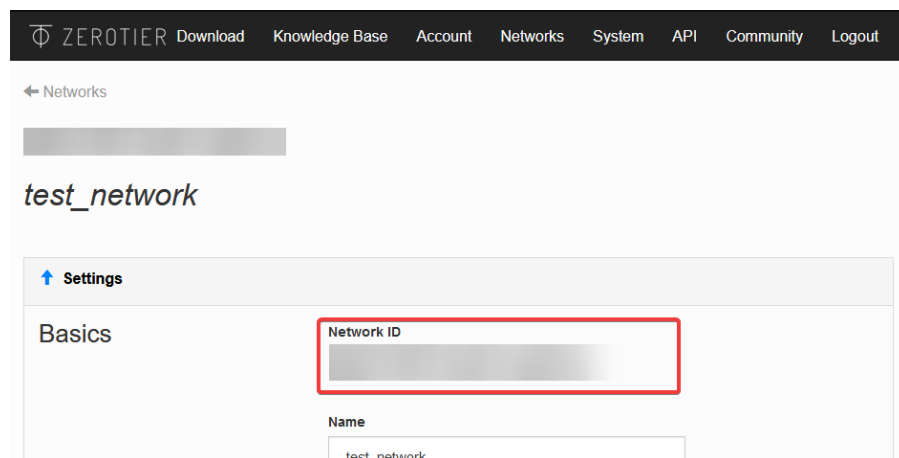 ZEROTIER Download Knowledge Base Account Networks System API Community Logout
Networks
test_network
Settings
Basics
Network ID
Name
test_network